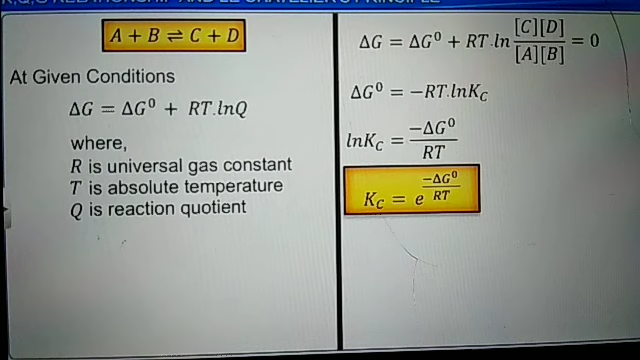 A + B ⇌ C + D
At Given Conditions
ΔG = ΔG⁰ + RT.lnQ
where,
R is universal gas constant
T is absolute temperature
Q is reaction quotient
ΔG = ΔG⁰ + RT.ln [C][D]/[A][B] = 0
ΔG⁰ = −RT.lnK_C
lnK_C = −ΔG⁰/RT
K_C = e^(−ΔG⁰/RT)